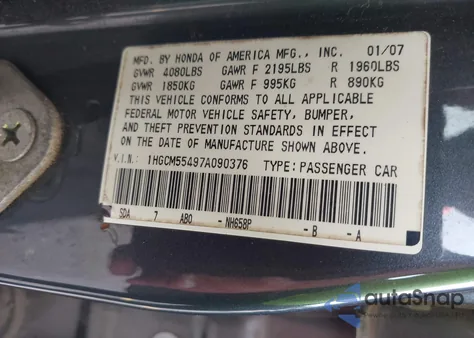 MFD. BY HONDA OF AMERICA MFG., INC. 01/07
GVWR 4080LBS GAWR F 2195LBS R 1960LBS
GVWR 1850KG GAWR F 995KG R 890KG
THIS VEHICLE CONFORMS TO ALL APPLICABLE
FEDERAL MOTOR VEHICLE SAFETY, BUMPER,
AND THEFT PREVENTION STANDARDS IN EFFECT
ON THE DATE OF MANUFACTURE SHOWN ABOVE.
V.I.N.: 1HGCM55497A090376 TYPE: PASSENGER CAR
SDA 7 AB0 - NH658P - B - A
autoSnap